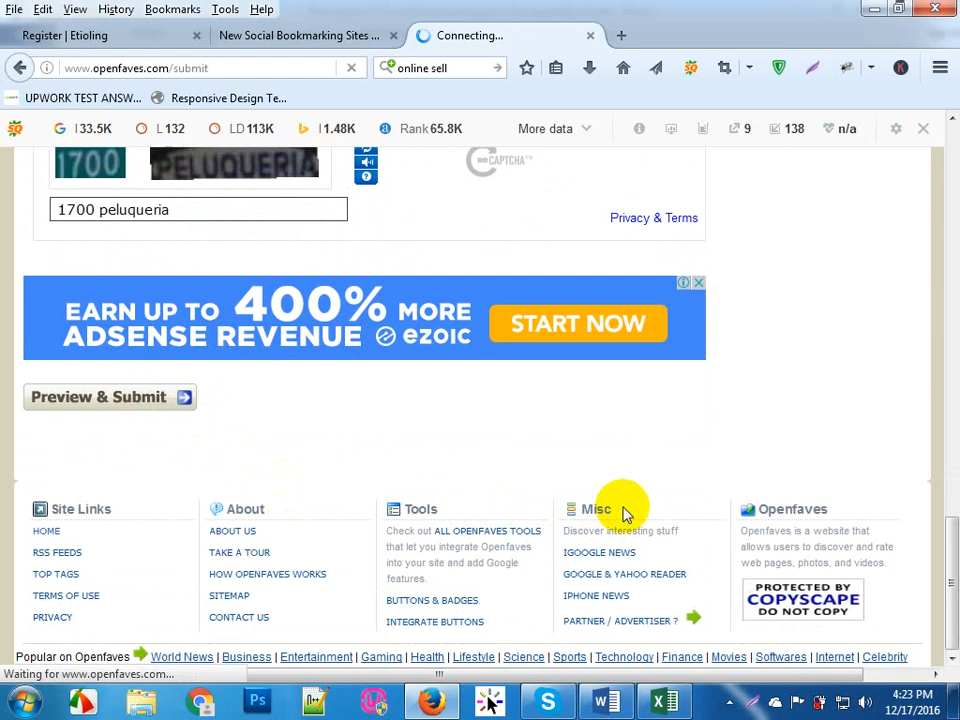 File Edit View History Bookmarks Tools Help
Register | Etioling × New Social Bookmarking Sites ... × Connecting... × +
www.openfaves.com/submit × online sell
UPWORK TEST ANSW... Responsive Design Te...
SQ G I 33.5K L 132 LD 113K I 1.48K a Rank 65.8K More data 9 138 n/a
1700 PELUQUERIA ReCAPTCHA™
1700 peluqueria
Privacy & Terms
EARN UP TO 400% MORE
ADSENSE REVENUE ezoic
START NOW
Preview & Submit
Site Links
HOME
RSS FEEDS
TOP TAGS
TERMS OF USE
PRIVACY
About
ABOUT US
TAKE A TOUR
HOW OPENFAVES WORKS
SITEMAP
CONTACT US
Tools
Check out ALL OPENFAVES TOOLS
that let you integrate Openfaves
into your site and add Google
features.
BUTTONS & BADGES
INTEGRATE BUTTONS
Misc
Discover interesting stuff
IGOOGLE NEWS
GOOGLE & YAHOO READER
IPHONE NEWS
PARTNER / ADVERTISER ?
Openfaves
Openfaves is a website that
allows users to discover and rate
web pages, photos, and videos.
PROTECTED BY
COPYSCAPE
DO NOT COPY
Popular on Openfaves World News | Business | Entertainment | Gaming | Health | Lifestyle | Science | Sports | Technology | Finance | Movies | Softwares | Internet | Celebrity
Waiting for www.openfaves.com...
4:23 PM
12/17/2016